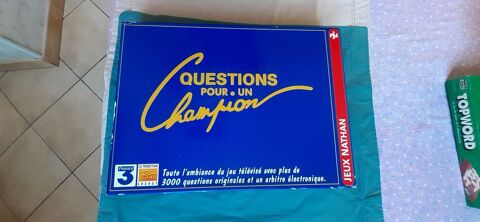 QUESTIONS
POUR UN
Champion
JEUX NATHAN
3
Toute l'ambiance du jeu télévisé avec plus de
3000 questions originales et un arbitre électronique.
TOPWORD